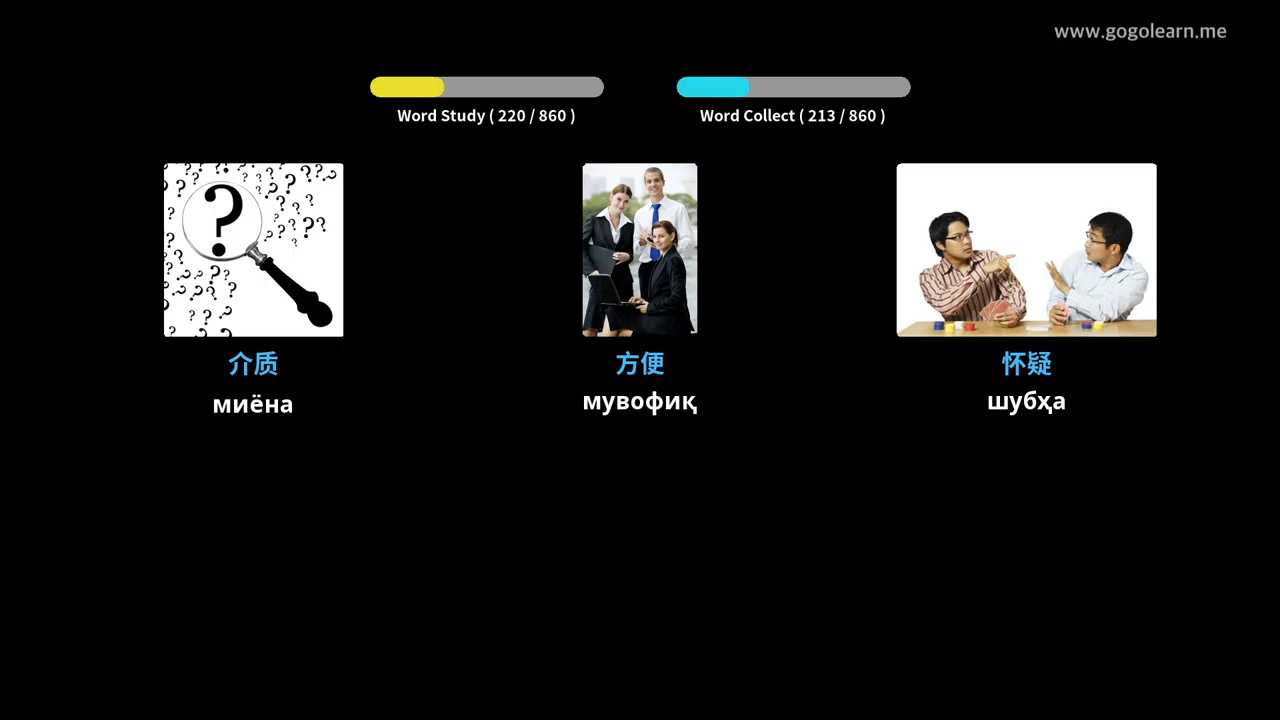 www.gogolearn.me
Word Study ( 220 / 860 )
Word Collect ( 213 / 860 )
介质
миёна
方便
мувофиқ
怀疑
шубҳа